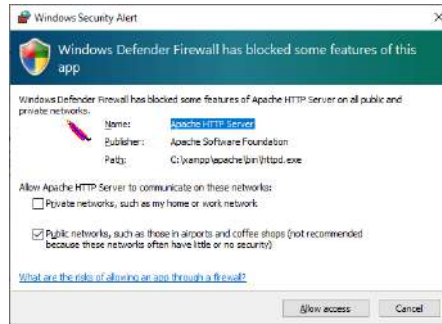 Windows Security Alert
Windows Defender Firewall has blocked some features of this
app
Windows Defender Firewall has blocked some features of Apache HTTP Server on all public and
private networks.
Name: Apache HTTP Server
Publisher: Apache Software Foundation
Path: C:\xampp\apache\bin\httpd.exe
Allow Apache HTTP Server to communicate on these networks:
Private networks, such as my home or work network
Public networks, such as those in airports and coffee shops (not recommended
because these networks often have little or no security)
What are the risks of allowing an app through a firewall?
Allow access Cancel